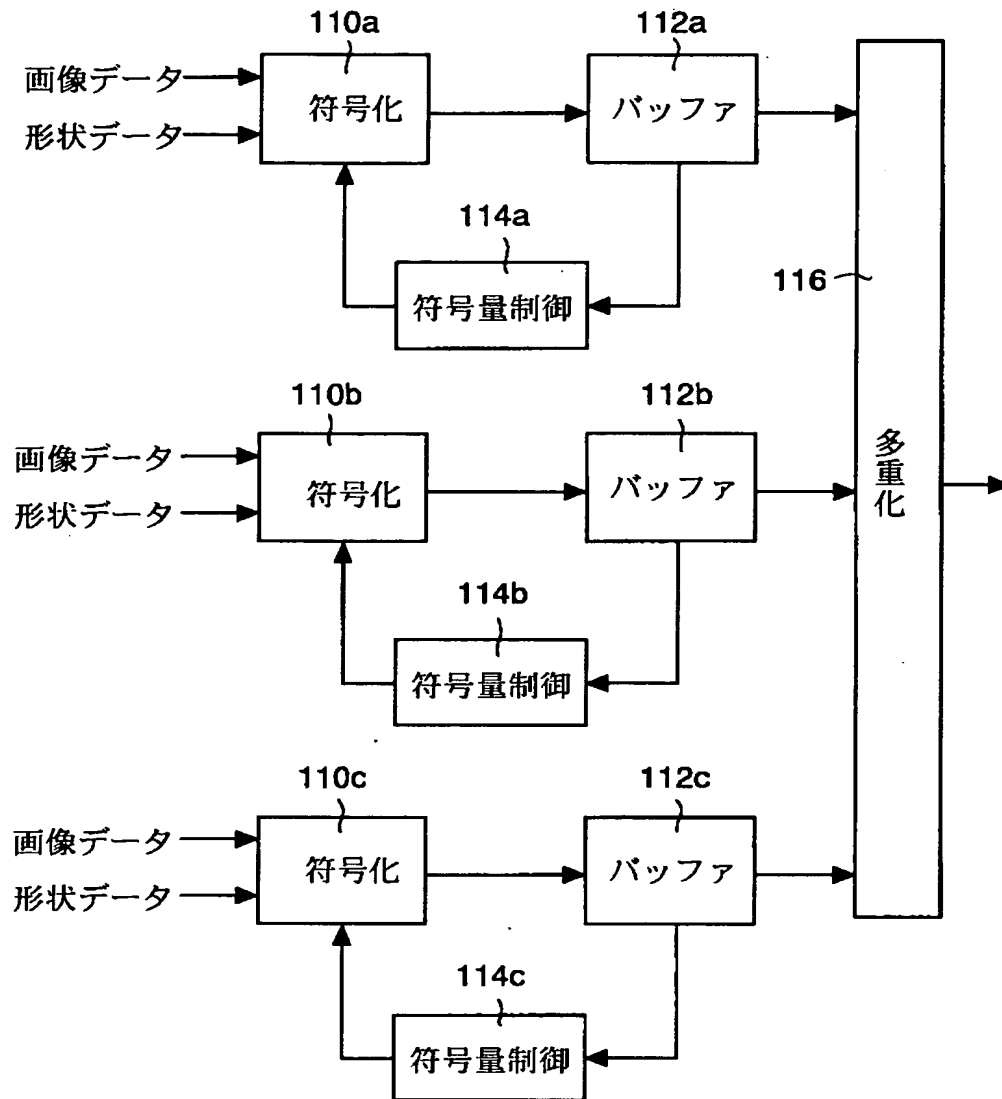 110a
112a
画像データ
形状データ
符号化
バッファ
114a
符号量制御
116
110b
112b
画像データ
形状データ
符号化
バッファ
多重化
114b
符号量制御
110c
112c
画像データ
形状データ
符号化
バッファ
114c
符号量制御